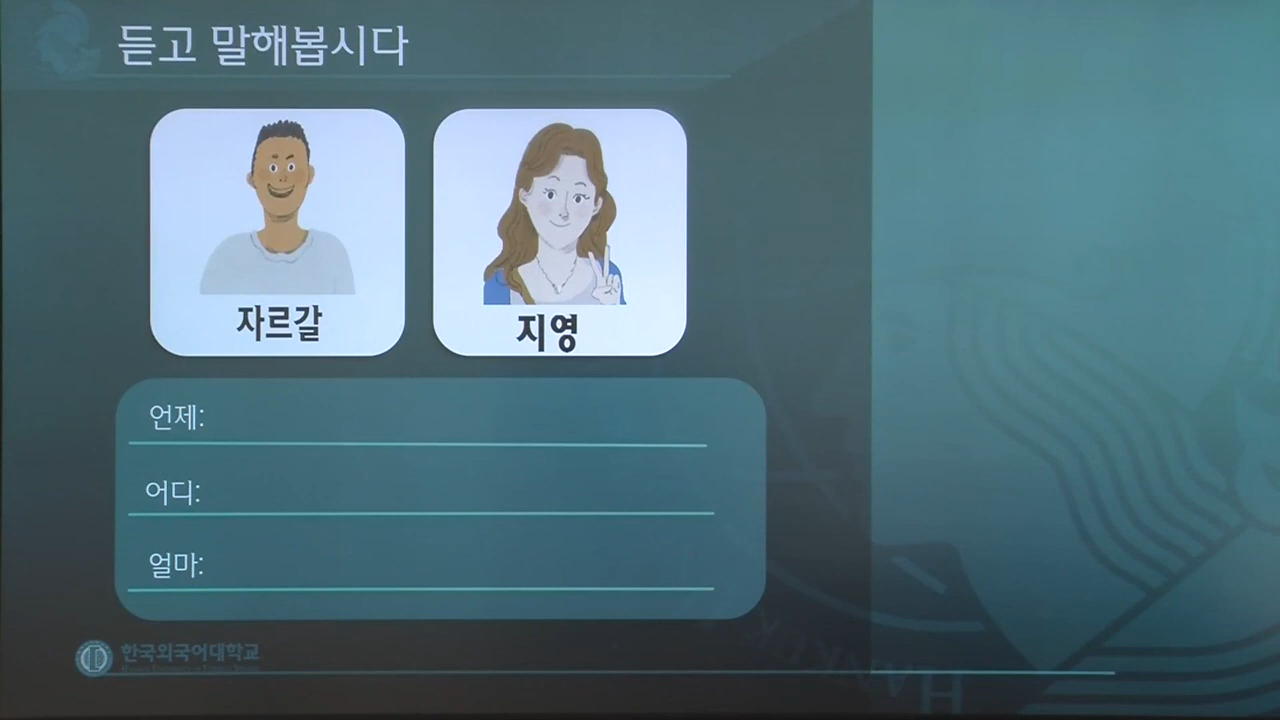 듣고 말해봅시다
자르갈
지영
언제:
어디:
얼마:
한국외국어대학교